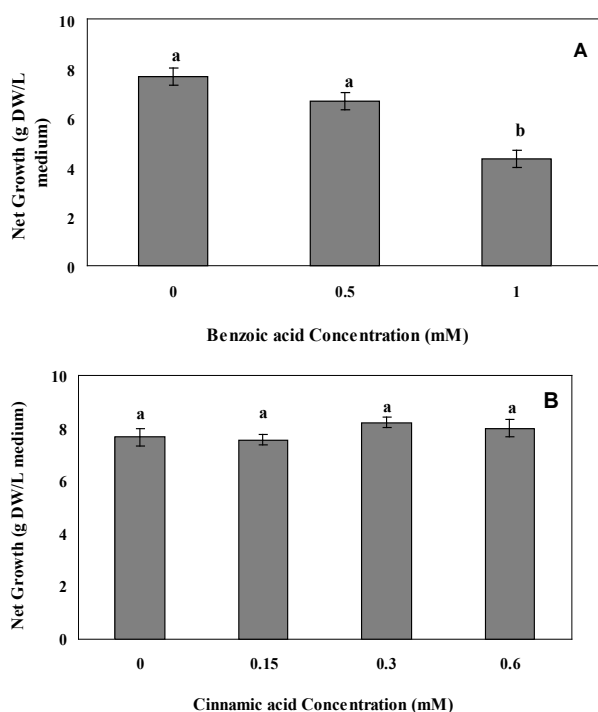 10
A
a
8
a
6
b
4
2
0
0 0.5 1
Net Growth (g DW/L
medium)
Benzoic acid Concentration (mM)
10
B
a a a a
8
6
4
2
0
0 0.15 0.3 0.6
Net Growth (g DW/L medium)
Cinnamic acid Concentration (mM)